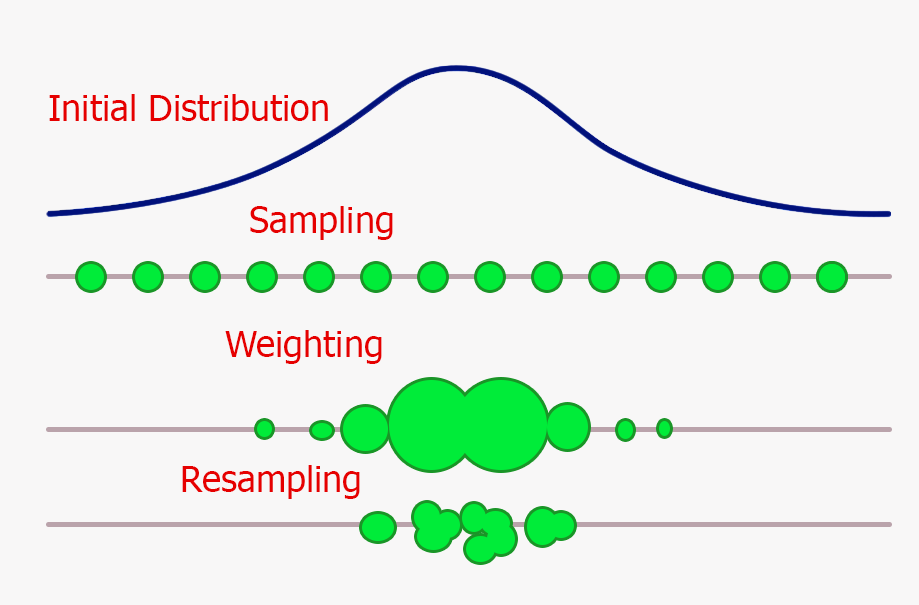 Initial Distribution
Sampling
Weighting
Resampling